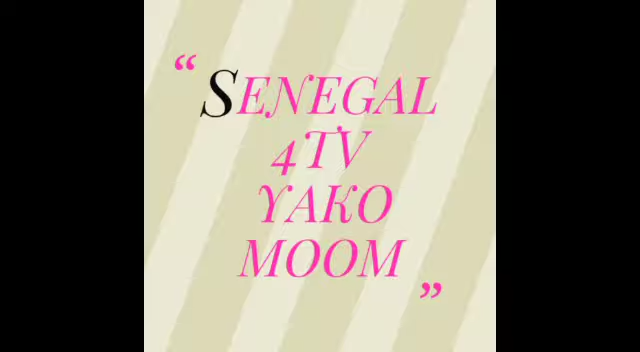 “ SENEGAL
4TV
YAKO
MOOM ”